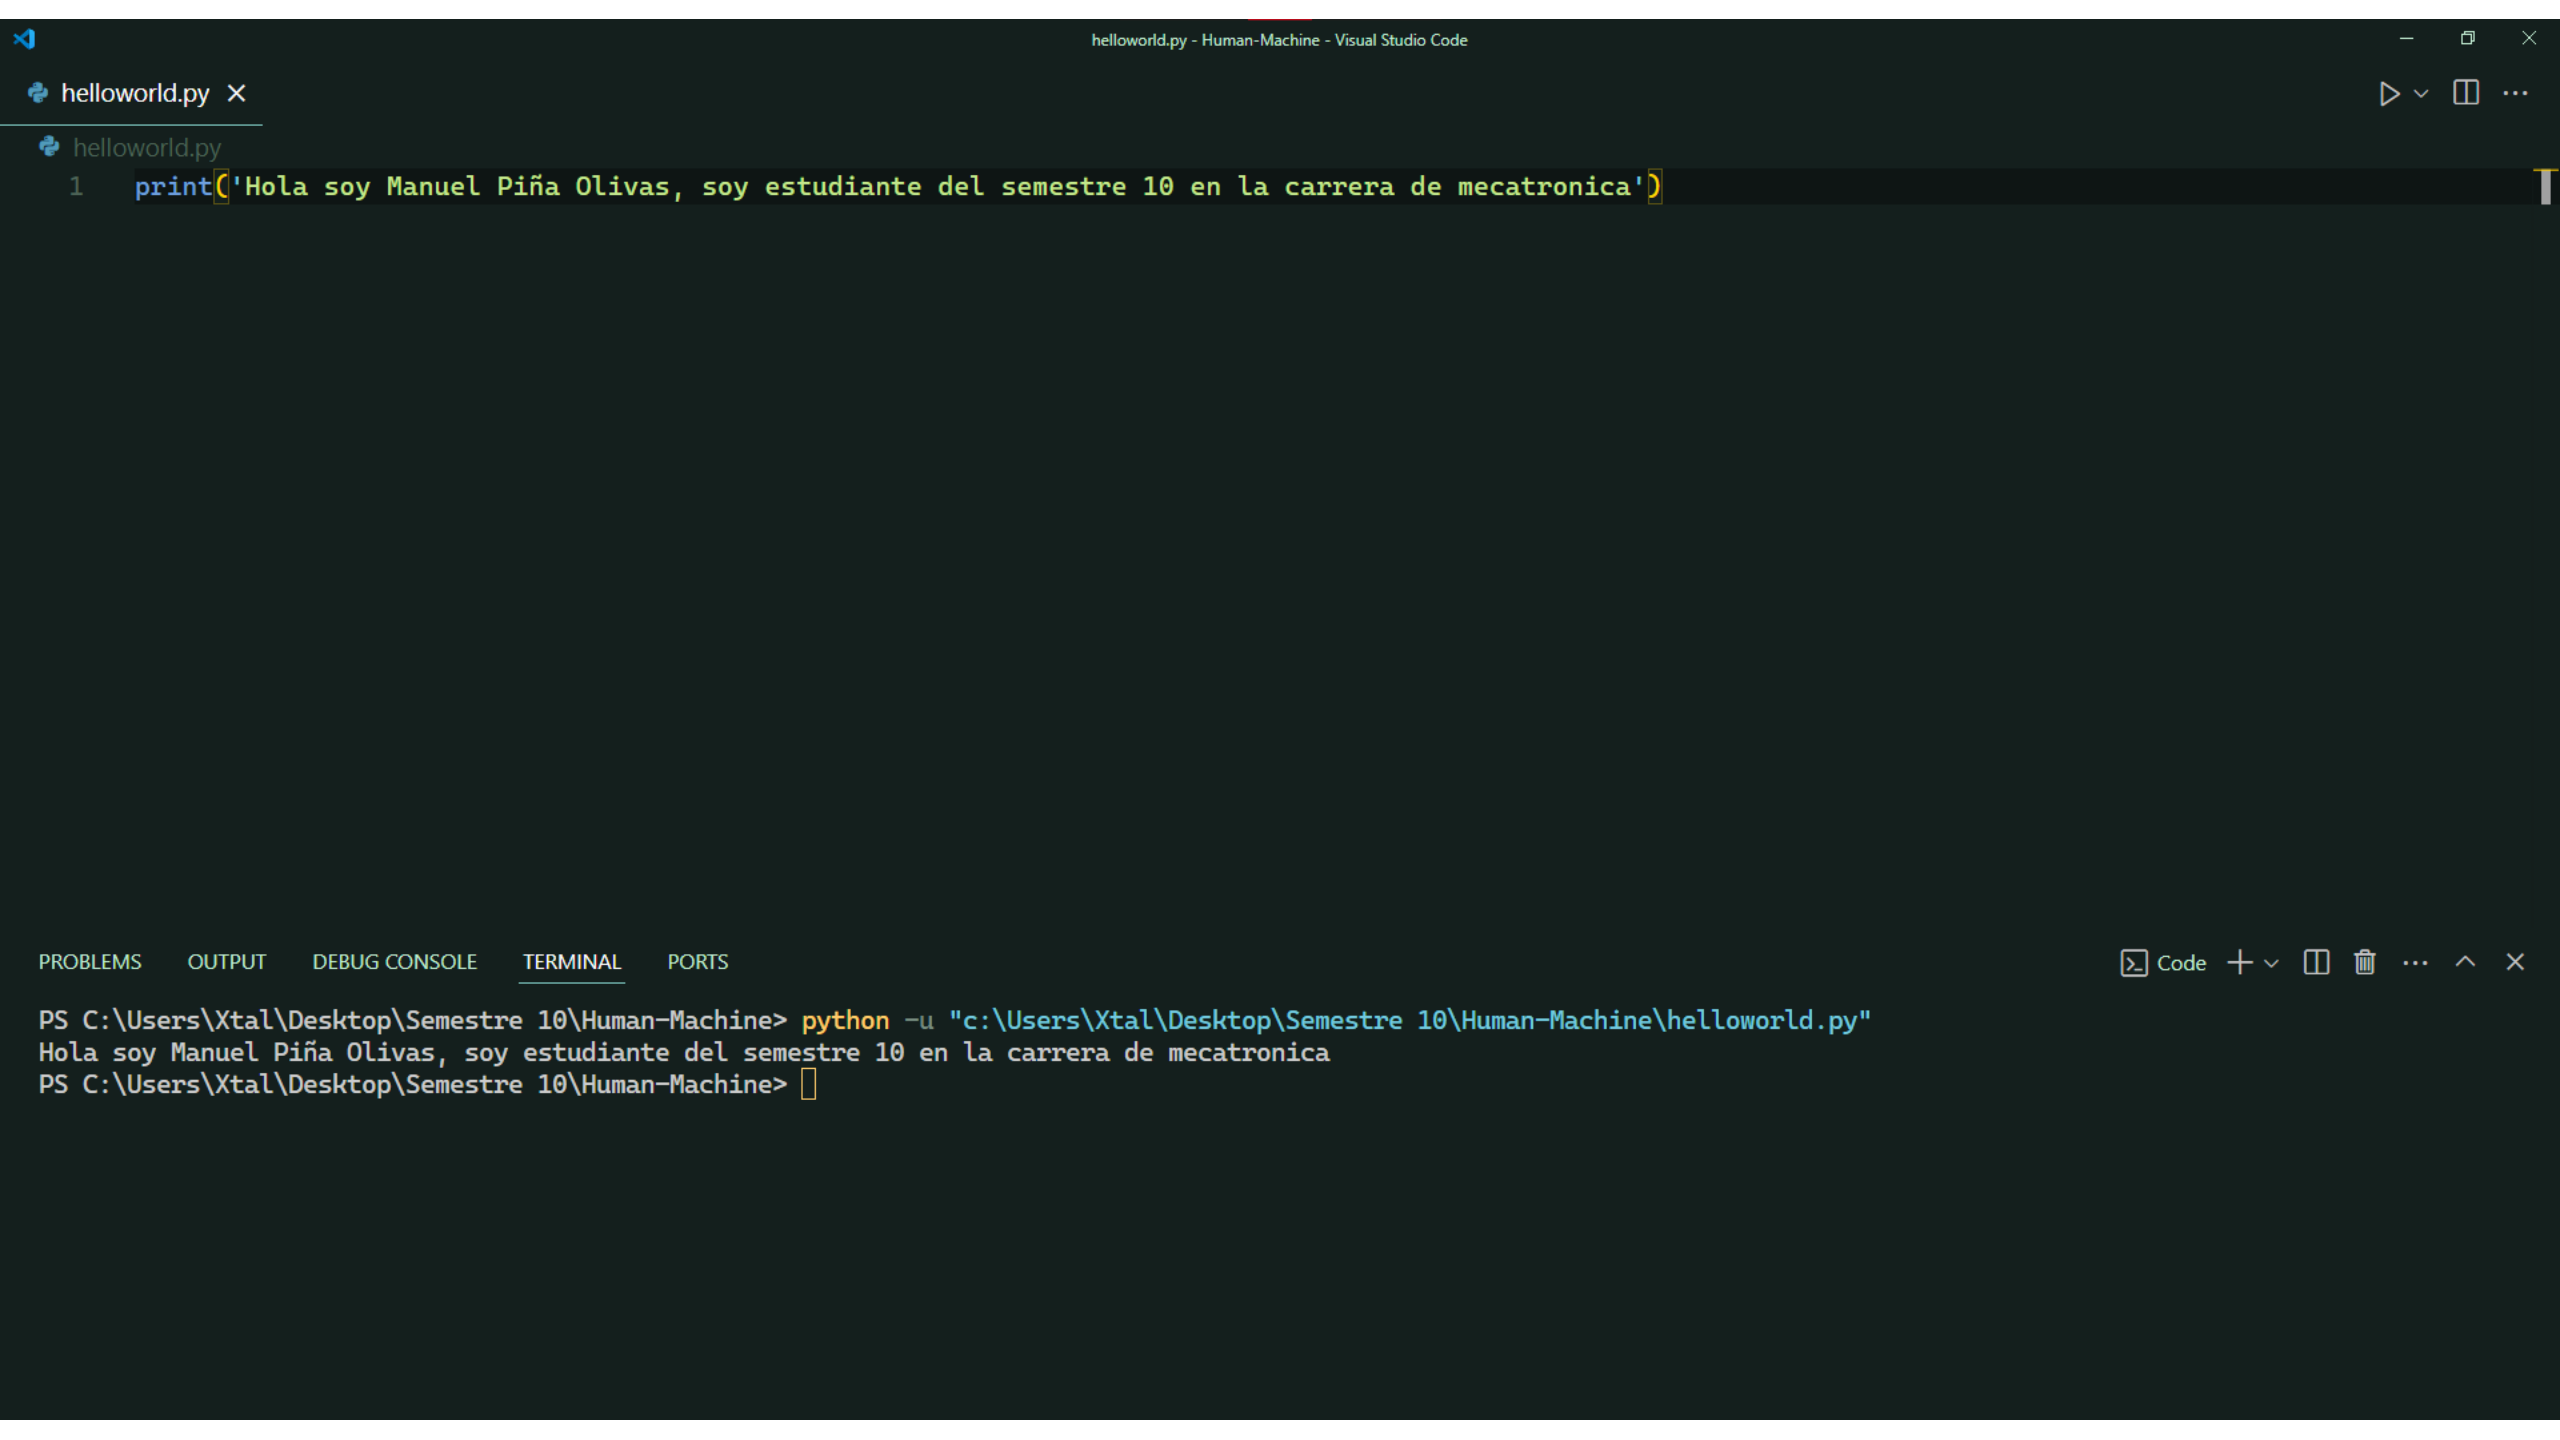 helloworld.py - Human-Machine - Visual Studio Code
helloworld.py
helloworld.py
1 print('Hola soy Manuel Piña Olivas, soy estudiante del semestre 10 en la carrera de mecatronica')
PROBLEMS OUTPUT DEBUG CONSOLE TERMINAL PORTS Code
PS C:\Users\Xtal\Desktop\Semestre 10\Human-Machine> python -u "c:\Users\Xtal\Desktop\Semestre 10\Human-Machine\helloworld.py"
Hola soy Manuel Piña Olivas, soy estudiante del semestre 10 en la carrera de mecatronica
PS C:\Users\Xtal\Desktop\Semestre 10\Human-Machine>